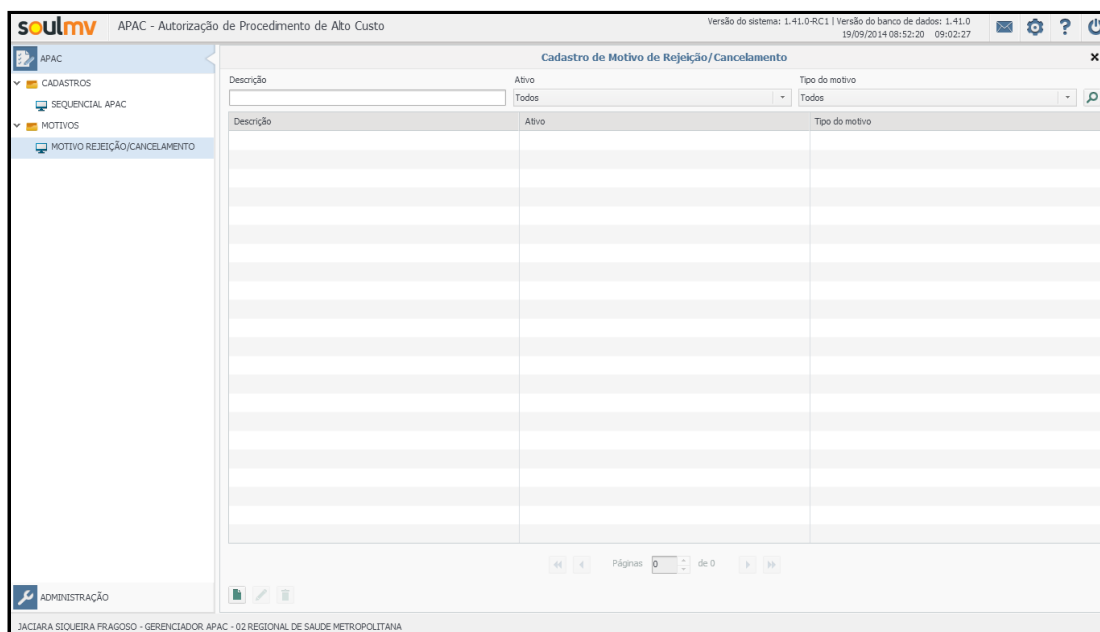 soulmv APAC - Autorização de Procedimento de Alto Custo
Versão do sistema: 1.41.0-RC1 | Versão do banco de dados: 1.41.0
19/09/2014 08:52:20 09:02:27
APAC
Cadastro de Motivo de Rejeição/Cancelamento
CADASTROS
SEQUENCIAL APAC
MOTIVOS
MOTIVO REJEIÇÃO/CANCELAMENTO
Descrição Ativo Tipo do motivo
Todos Todos
Descrição Ativo Tipo do motivo
Páginas 0 de 0
ADMINISTRAÇÃO
JACIARA SIQUEIRA FRAGOSO - GERENCIADOR APAC - 02 REGIONAL DE SAUDE METROPOLITANA